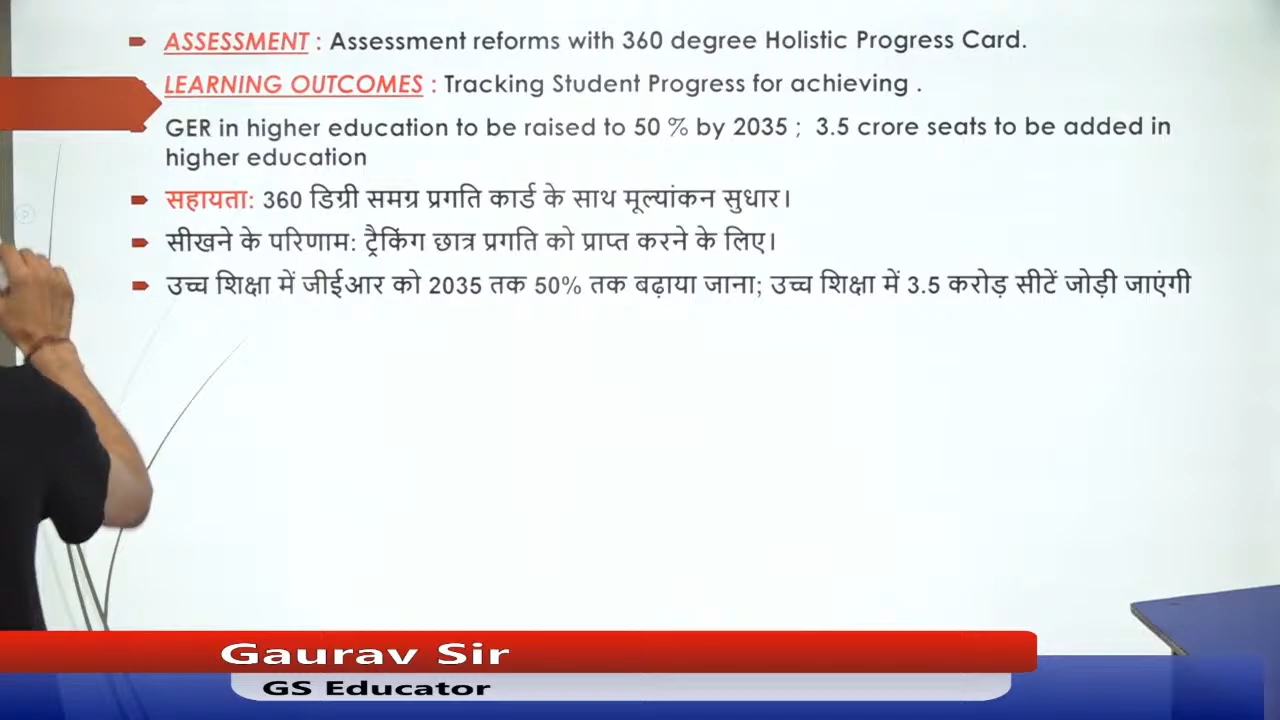 ASSESSMENT : Assessment reforms with 360 degree Holistic Progress Card.
LEARNING OUTCOMES : Tracking Student Progress for achieving .
GER in higher education to be raised to 50 % by 2035 ; 3.5 crore seats to be added in
higher education
सहायता: 360 डिग्री समग्र प्रगति कार्ड के साथ मूल्यांकन सुधार।
सीखने के परिणाम: ट्रैकिंग छात्र प्रगति को प्राप्त करने के लिए।
उच्च शिक्षा में जीईआर को 2035 तक 50% तक बढ़ाया जाना; उच्च शिक्षा में 3.5 करोड़ सीटें जोड़ी जाएंगी
Gaurav Sir
GS Educator